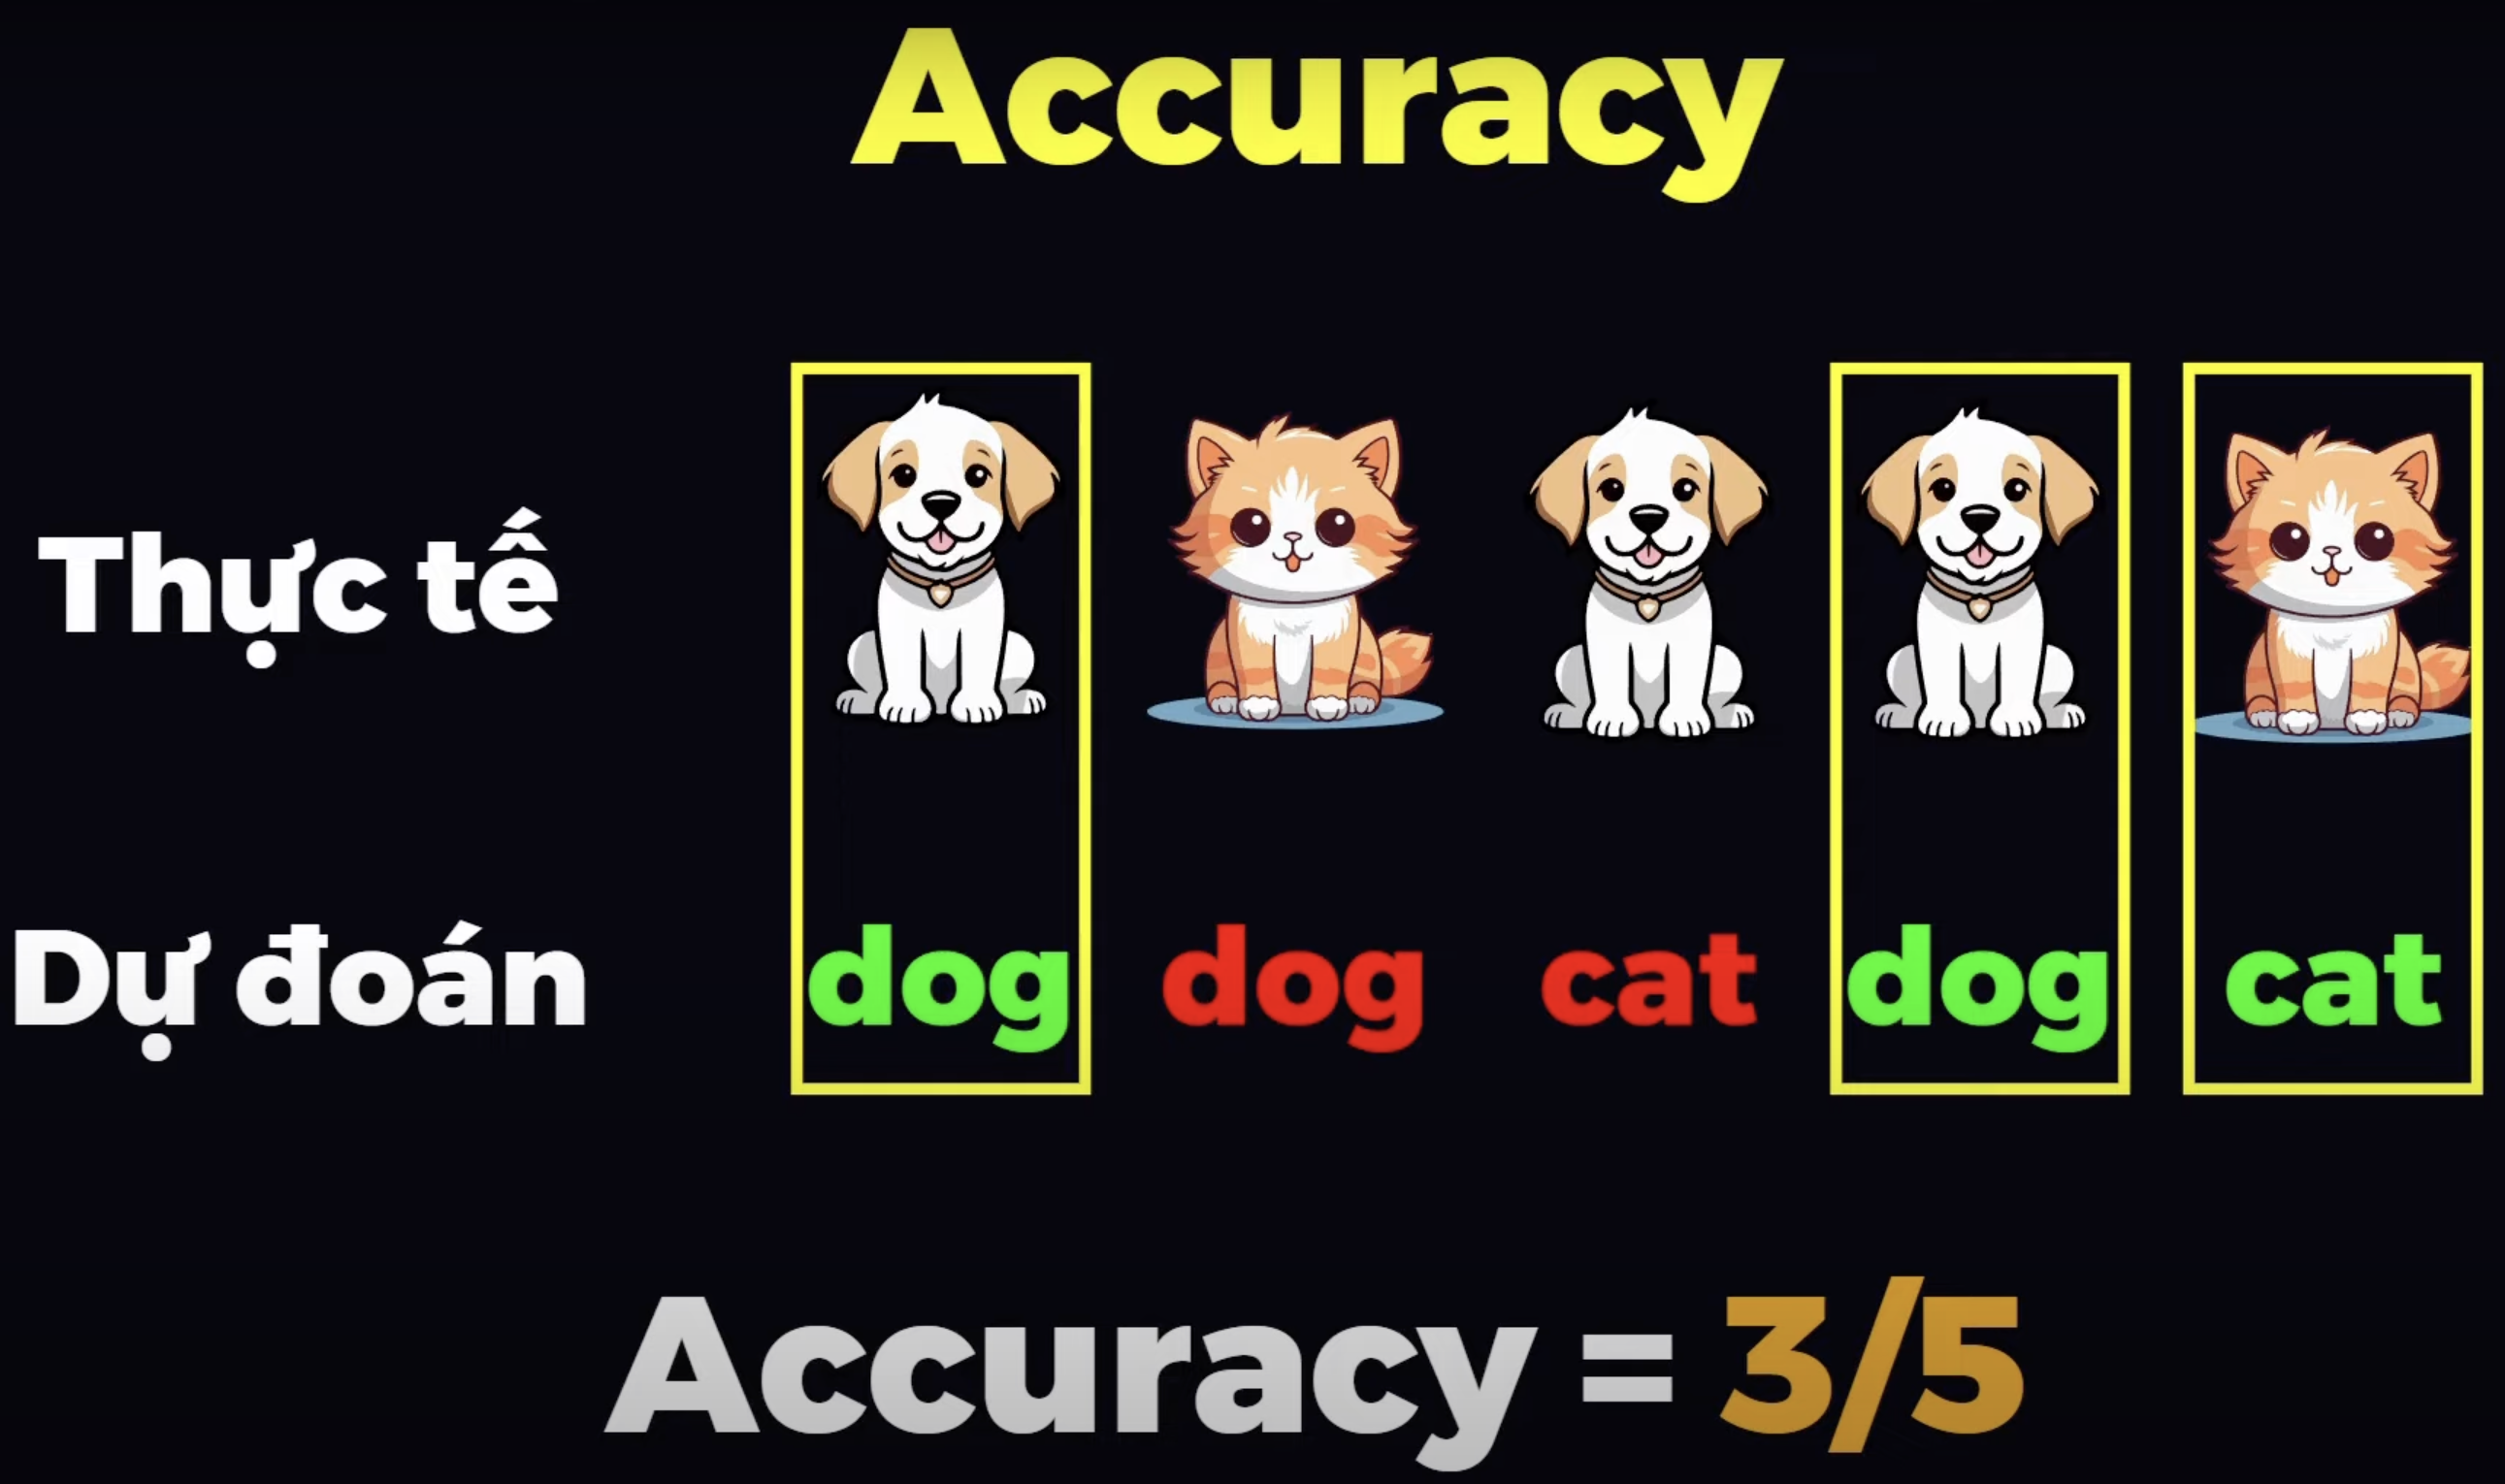 Accuracy
Thực tế
Dự đoán
dog dog cat dog cat
Accuracy = 3/5